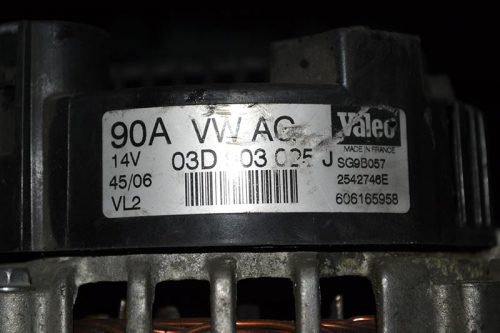 90A VW AG Valeo
MADE IN FRANCE
14V 03D 903 025 J SG9B057
45/06 2542746E
VL2 606165958